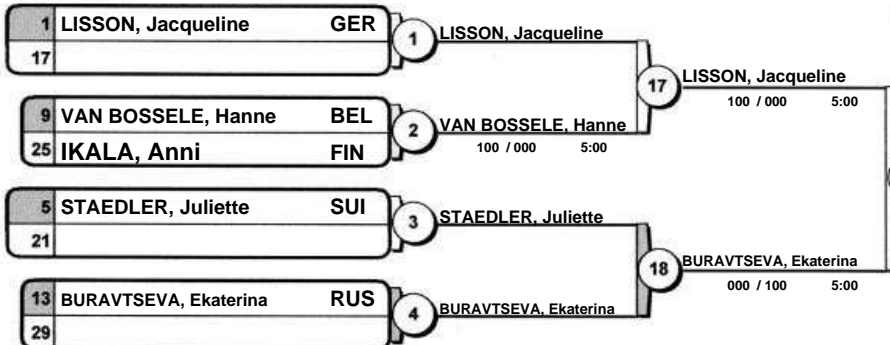 1 LISSON, Jacqueline GER
17
1
LISSON, Jacqueline
9 VAN BOSSELE, Hanne BEL
25 IKALA, Anni FIN
2
VAN BOSSELE, Hanne
100 / 000 5:00
17
LISSON, Jacqueline
100 / 000 5:00
5 STAEDLER, Juliette SUI
21
3
STAEDLER, Juliette
13 BURAVTSEVA, Ekaterina RUS
29
4
BURAVTSEVA, Ekaterina
18
BURAVTSEVA, Ekaterina
000 / 100 5:00